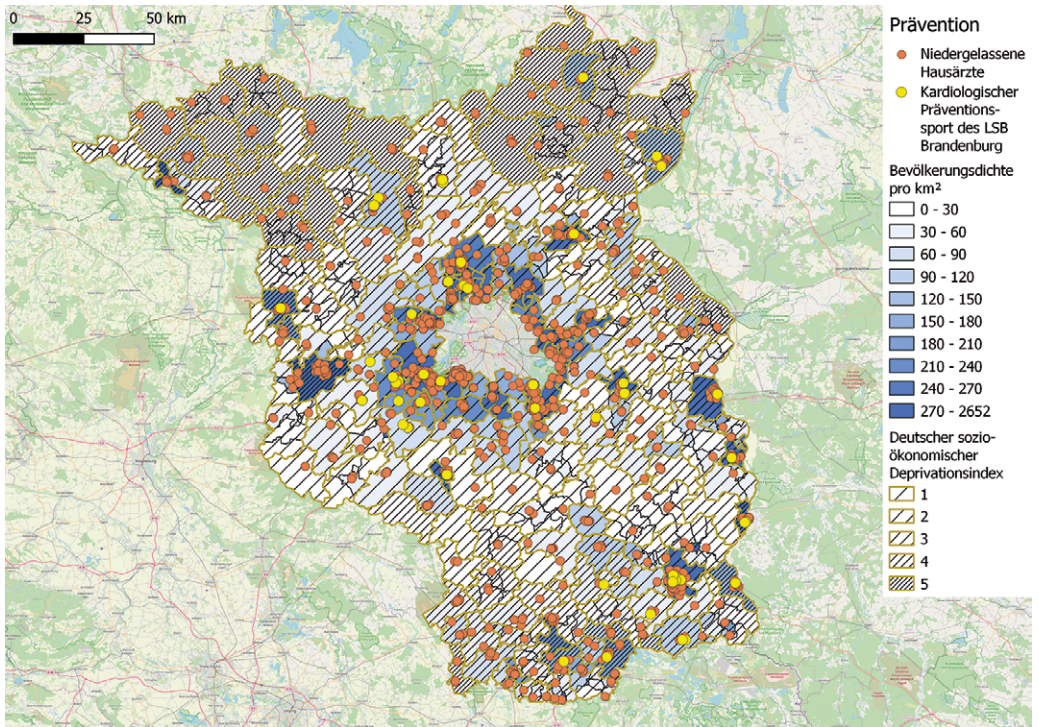 0 25 50 km
Prävention
Niedergelassene
Hausärzte
Kardiologischer
Präventions-
sport des LSB
Brandenburg
Bevölkerungsdichte
pro km²
0 - 30
30 - 60
60 - 90
90 - 120
120 - 150
150 - 180
180 - 210
210 - 240
240 - 270
270 - 2652
Deutscher sozio-
ökonomischer
Deprivationsindex
1
2
3
4
5